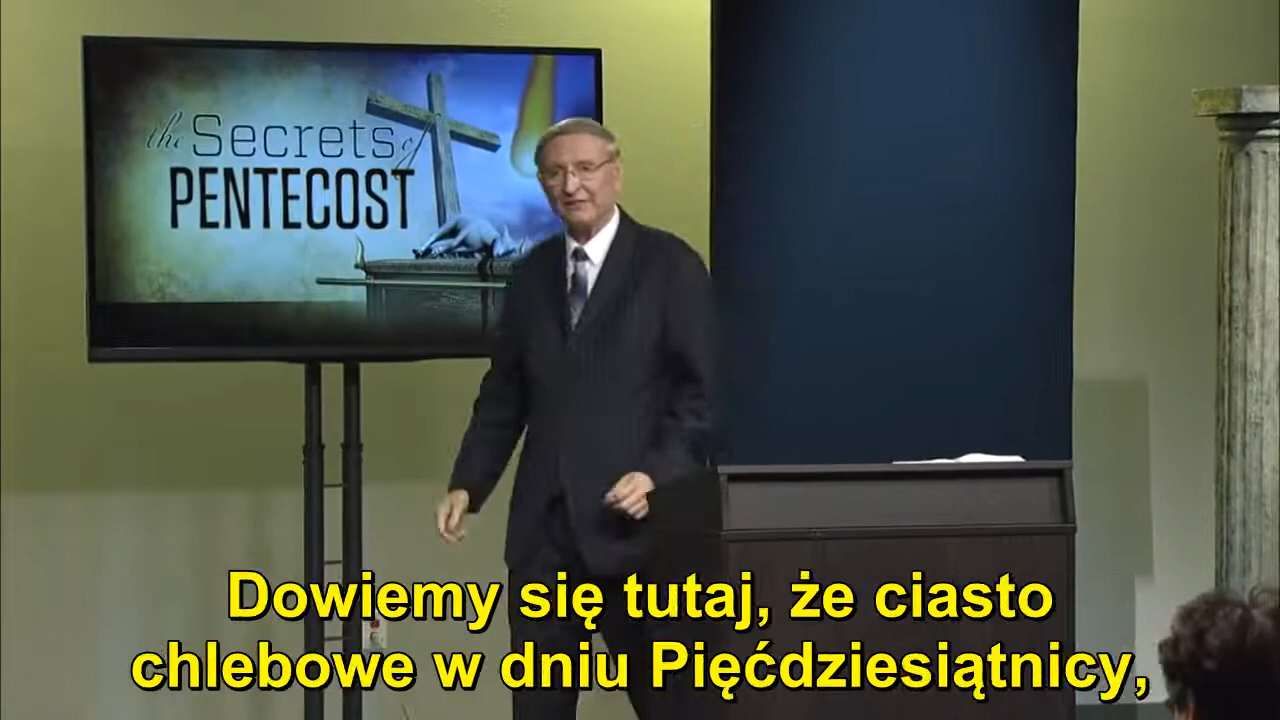 the Secrets of
PENTECOST
Dowiemy się tutaj, że ciasto
chlebowe w dniu Pięćdziesiątnicy,